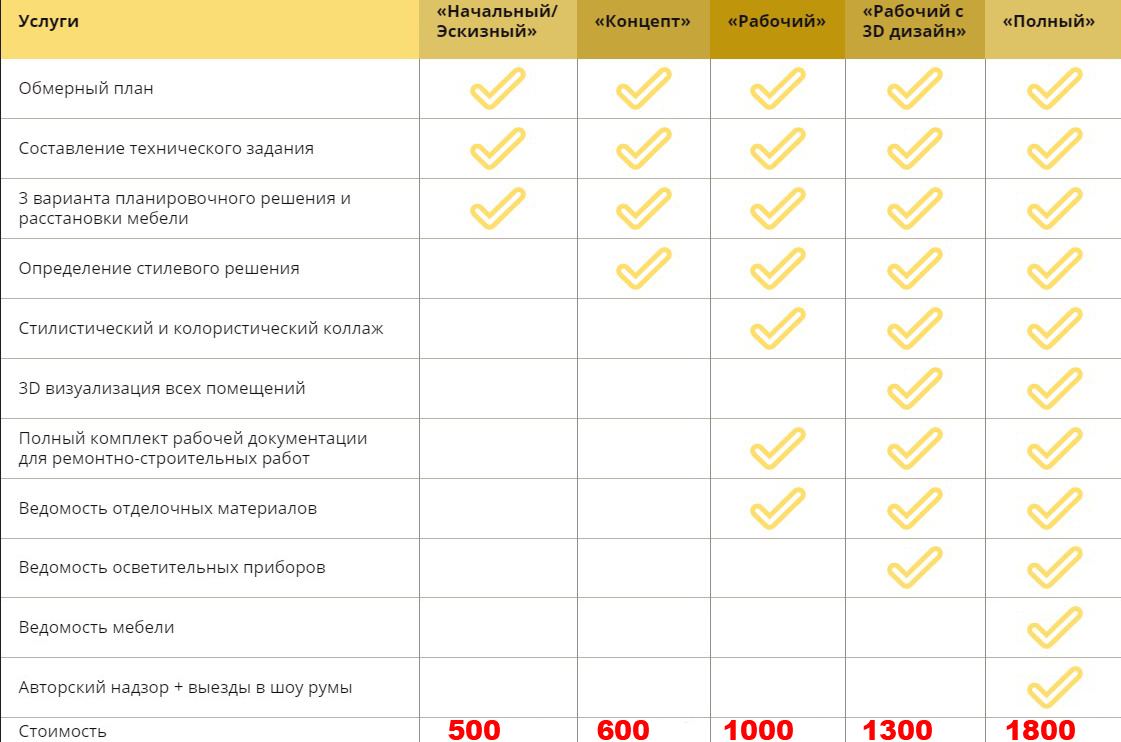 Услуги
«Начальный/
Эскизный»
«Концепт»
«Рабочий»
«Рабочий с
3D дизайн»
«Полный»
Обмерный план
Составление технического задания
3 варианта планировочного решения и
расстановки мебели
Определение стилевого решения
Стилистический и колористический коллаж
3D визуализация всех помещений
Полный комплект рабочей документации
для ремонтно-строительных работ
Ведомость отделочных материалов
Ведомость осветительных приборов
Ведомость мебели
Авторский надзор + выезды в шоу румы
Стоимость 500 600 1000 1300 1800